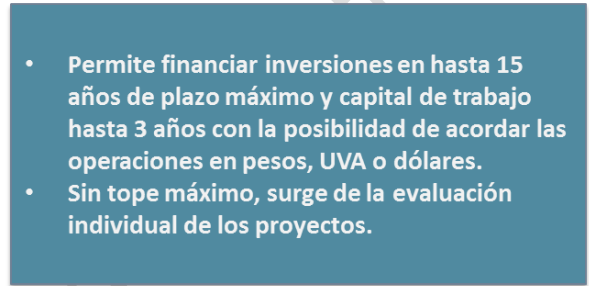 • Permite financiar inversiones en hasta 15
años de plazo máximo y capital de trabajo
hasta 3 años con la posibilidad de acordar las
operaciones en pesos, UVA o dólares.
• Sin tope máximo, surge de la evaluación
individual de los proyectos.